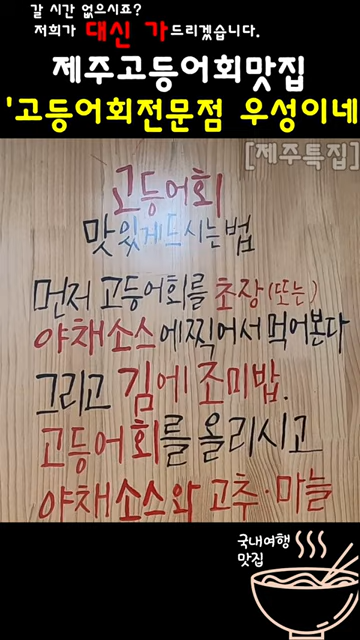 갈 시간 없으시죠?
저희가 대신 가드리겠습니다.
제주고등어회맛집
'고등어회전문점 우성이네
[제주특집]
고등어회
맛있게드시는법
먼저 고등어회를 초장(또는)
야채소스에찍어서 먹어본다
그리고 김에 조미밥.
고등어회를 올리시고
야채소스와 고추·마늘
국내여행
맛집